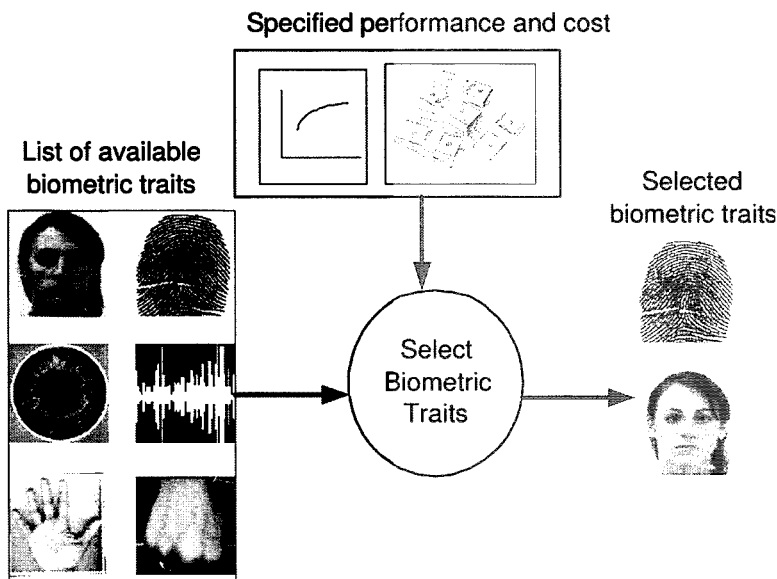 Specified performance and cost
List of available
biometric traits
Selected
biometric traits
Select
Biometric
Traits